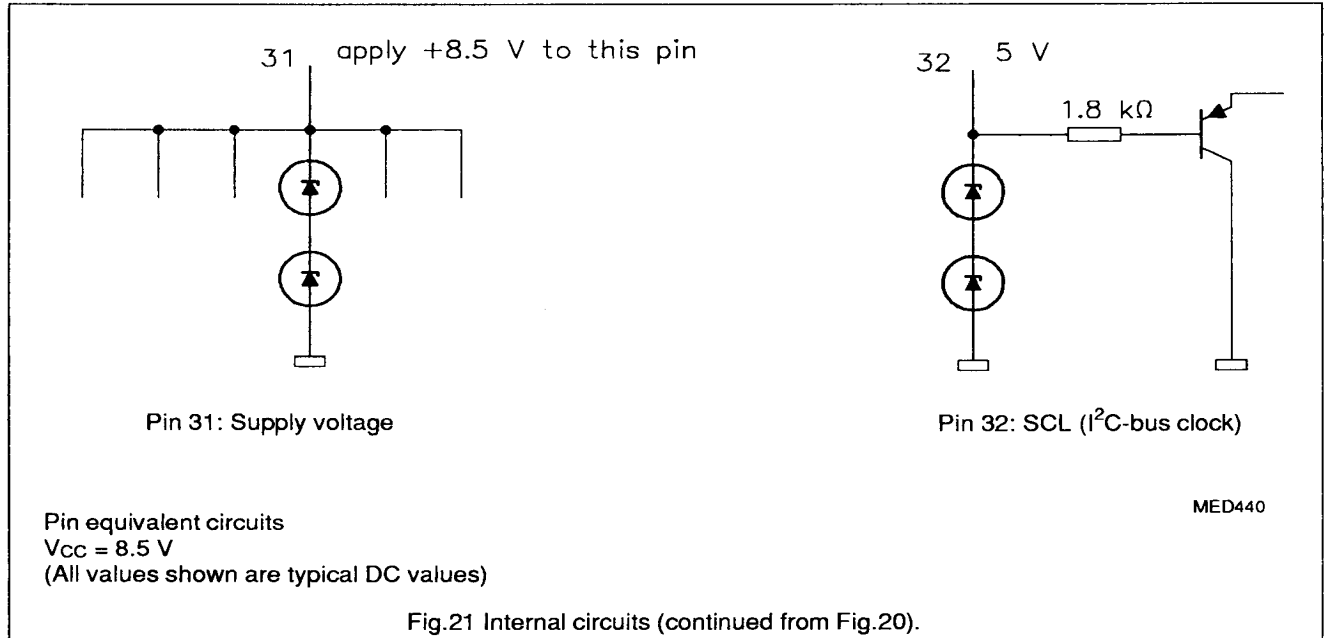 31 apply +8.5 V to this pin
32 5 V
1.8 kΩ
Pin 31: Supply voltage
Pin 32: SCL (I²C-bus clock)
MED440
Pin equivalent circuits
VCC = 8.5 V
(All values shown are typical DC values)
Fig.21 Internal circuits (continued from Fig.20).